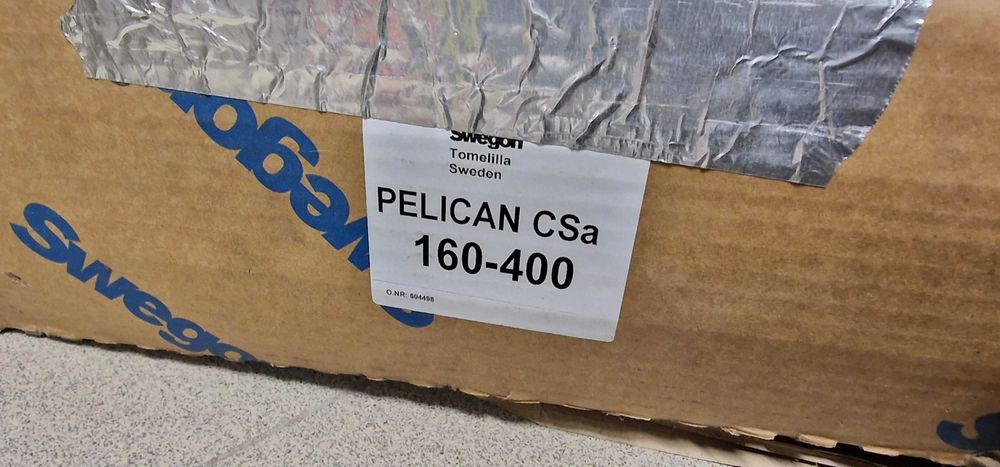 Swegon
Tomelilla
Sweden
PELICAN CSa
160-400
O.NR: 604498
Swegon
Swegon